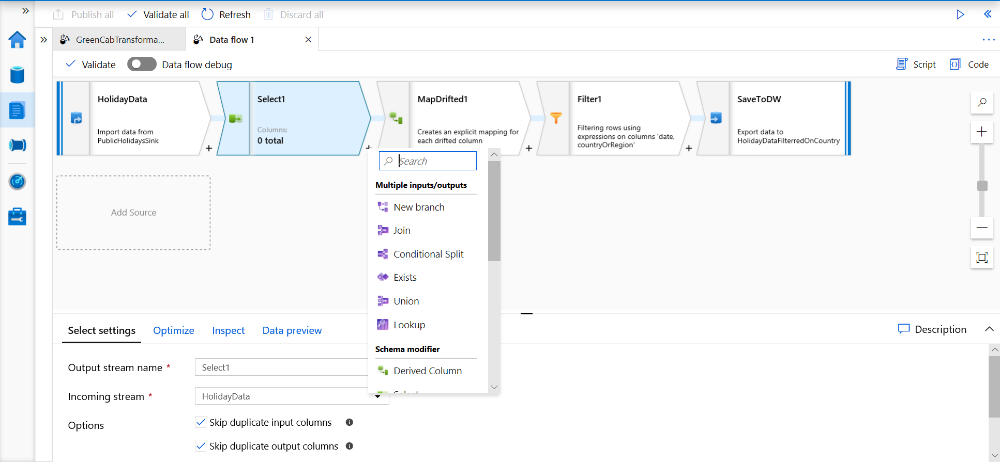 Publish all
Validate all
Refresh
Discard all
GreenCabTransforma...
Data flow 1
Validate
Data flow debug
Script
Code
HolidayData
Import data from
PublicHolidaysSink
Select1
Columns:
0 total
MapDrifted1
Creates an explicit mapping for
each drifted column
Filter1
Filtering rows using
expressions on columns 'date,
countryOrRegion'
SaveToDW
Export data to
HolidayDataFilterredOnCountry
Add Source
Search
Multiple inputs/outputs
New branch
Join
Conditional Split
Exists
Union
Lookup
Schema modifier
Derived Column
Select
Select settings
Optimize
Inspect
Data preview
Description
Output stream name *
Select1
Incoming stream *
HolidayData
Options
Skip duplicate input columns
Skip duplicate output columns